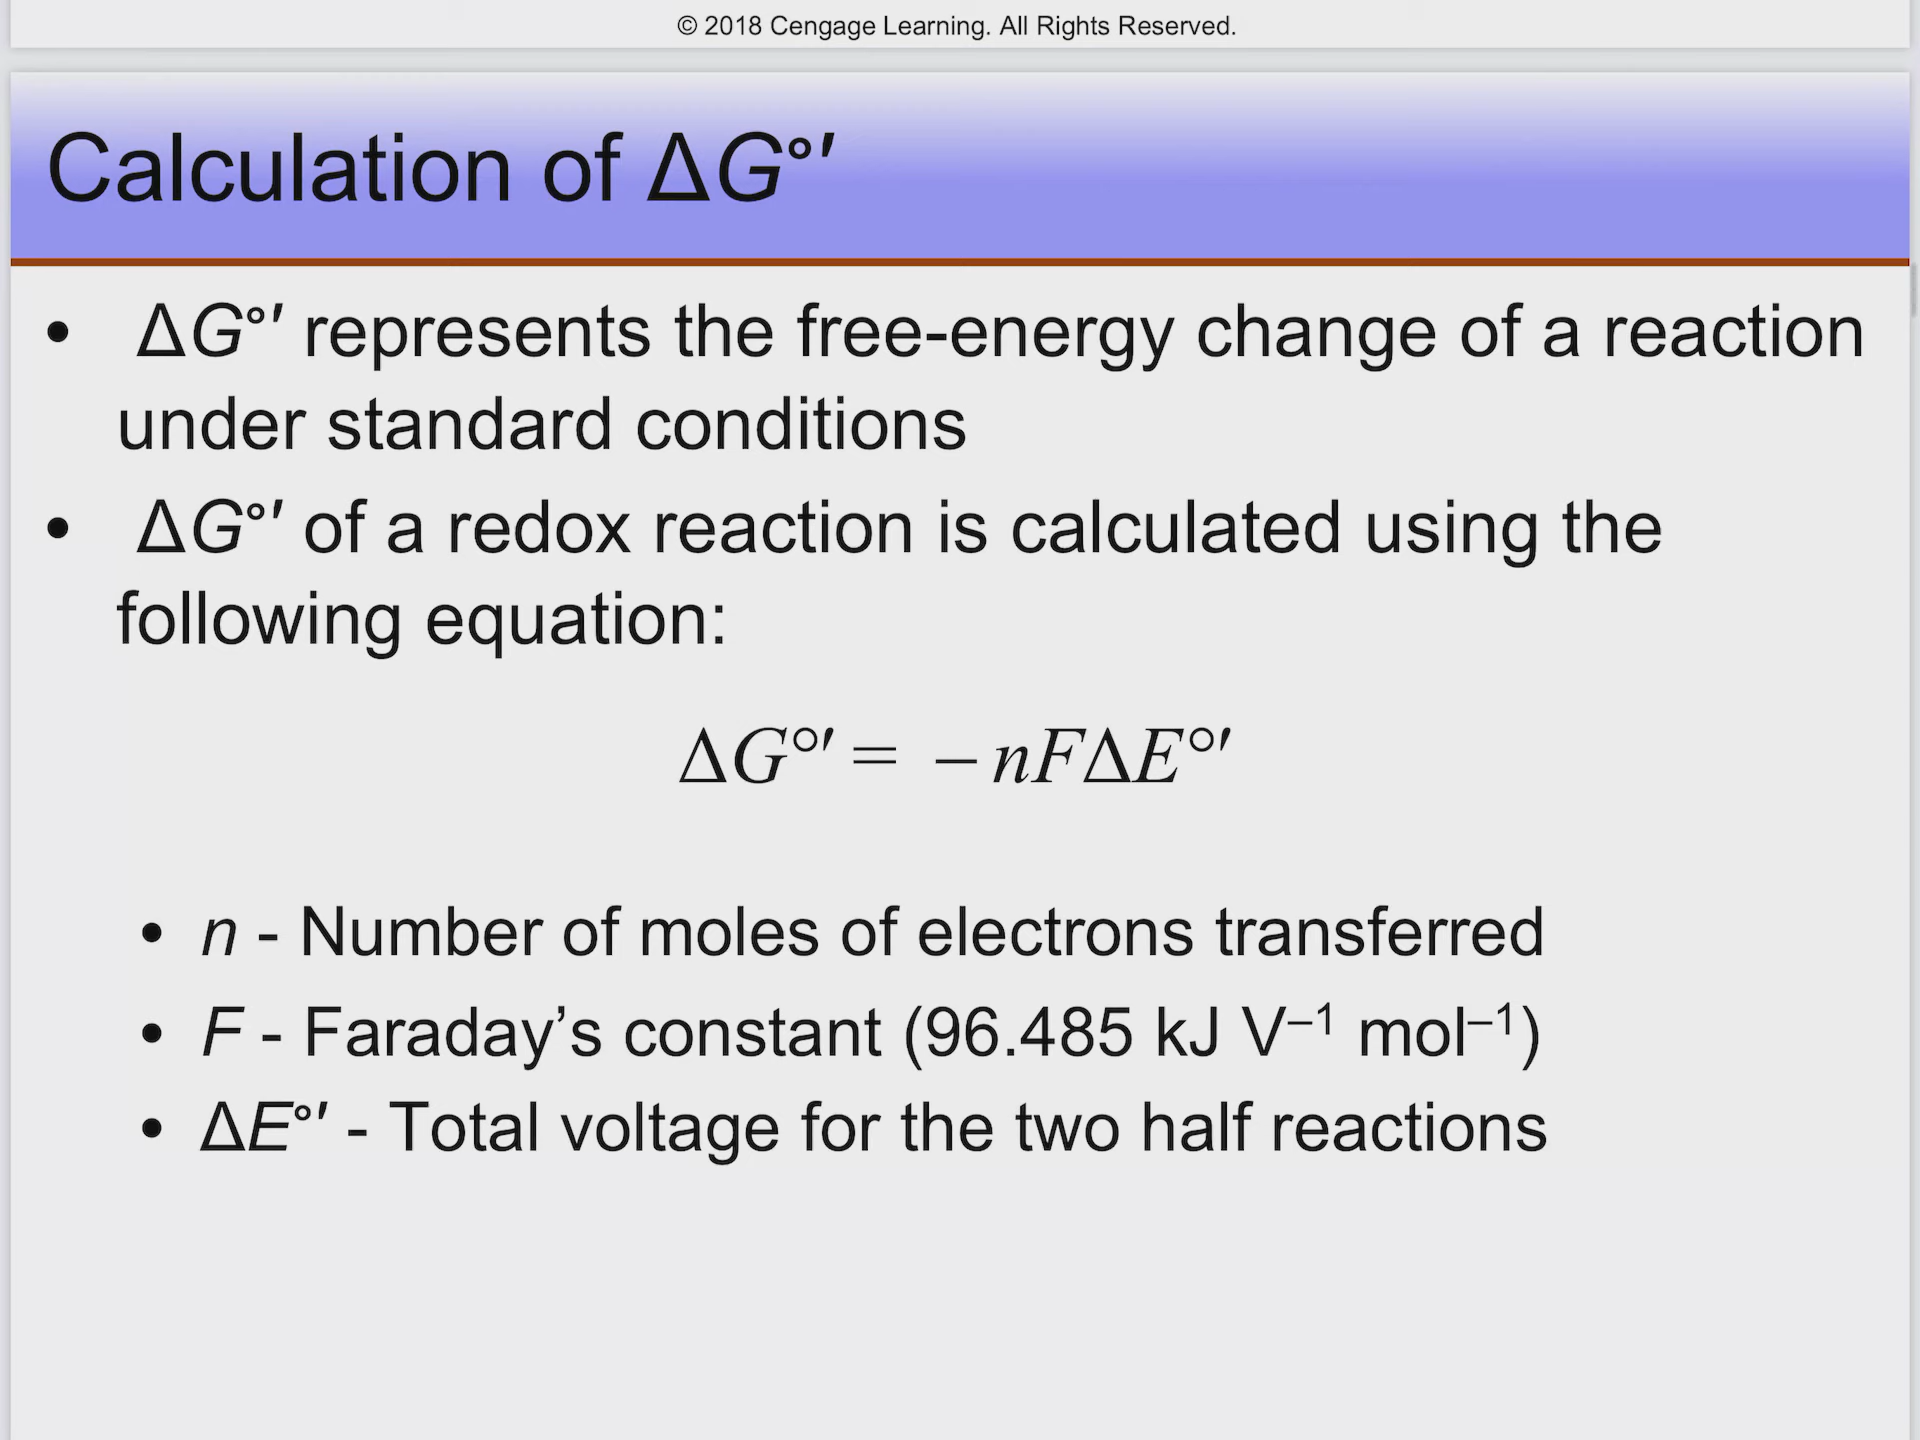 © 2018 Cengage Learning. All Rights Reserved.
Calculation of ΔG°′
• ΔG°′ represents the free-energy change of a reaction
under standard conditions
• ΔG°′ of a redox reaction is calculated using the
following equation:
ΔG°′ = – nFΔE°′
• n - Number of moles of electrons transferred
• F - Faraday’s constant (96.485 kJ V⁻¹ mol⁻¹)
• ΔE°′ - Total voltage for the two half reactions